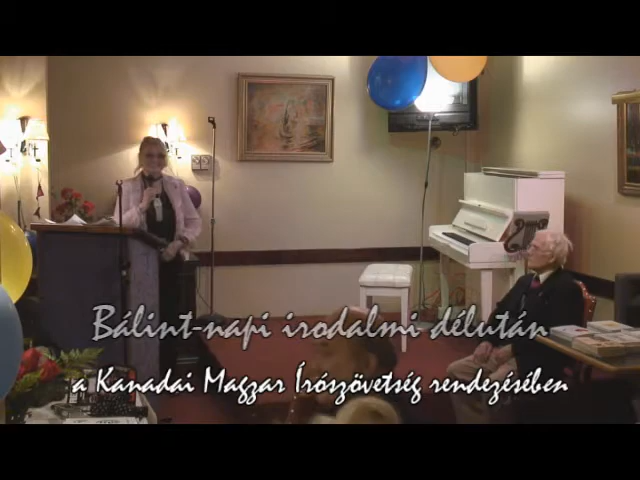 Bálint-napi irodalmi délután
a Kanadai Magyar Írószövetség rendezésében